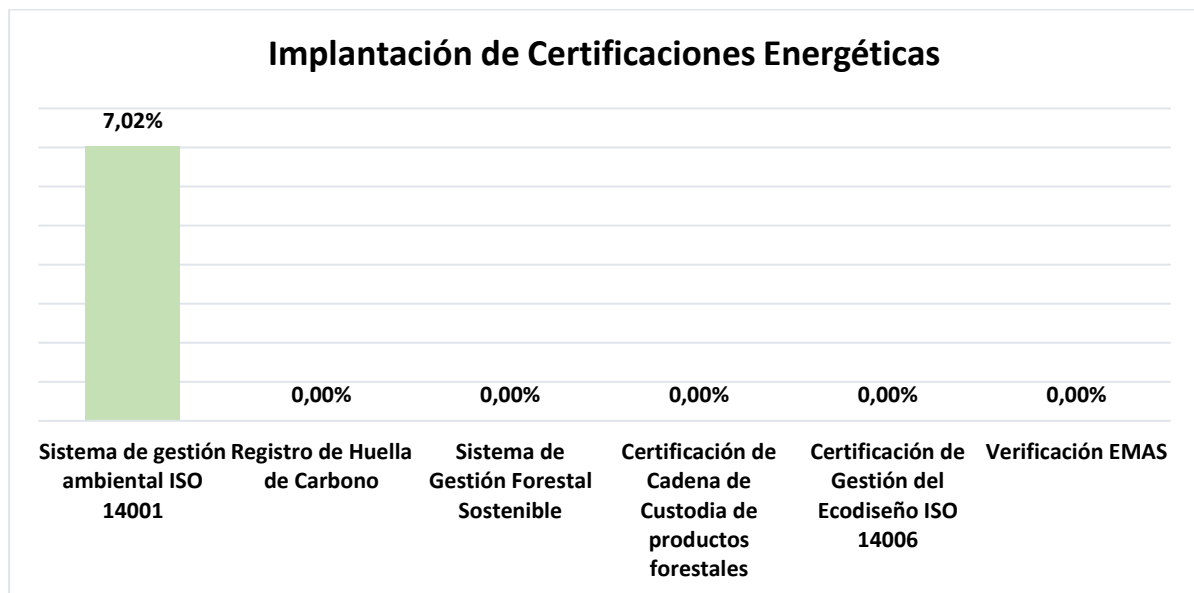 Implantación de Certificaciones Energéticas
7,02%
0,00%
0,00%
0,00%
0,00%
0,00%
Sistema de gestión
ambiental ISO
14001
Registro de Huella
de Carbono
Sistema de
Gestión Forestal
Sostenible
Certificación de
Cadena de
Custodia de
productos
forestales
Certificación de
Gestión del
Ecodiseño ISO
14006
Verificación EMAS